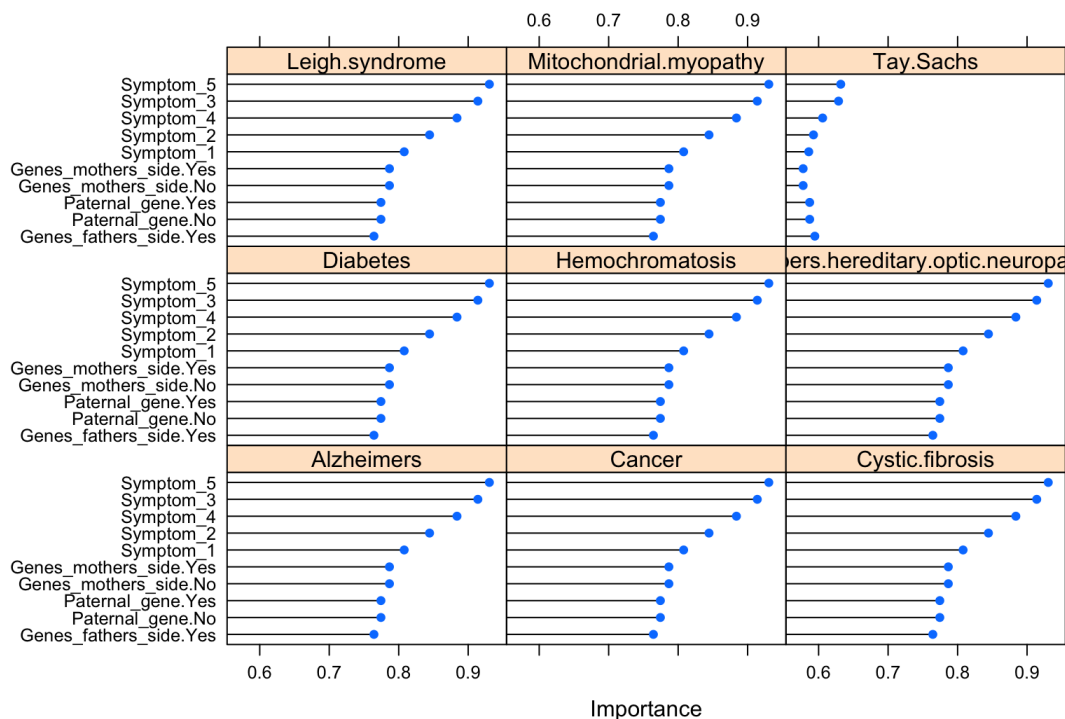 0.6 0.7 0.8 0.9
Leigh.syndrome Mitochondrial.myopathy Tay.Sachs
Symptom_5
Symptom_3
Symptom_4
Symptom_2
Symptom_1
Genes_mothers_side.Yes
Genes_mothers_side.No
Paternal_gene.Yes
Paternal_gene.No
Genes_fathers_side.Yes
Diabetes Hemochromatosis bers.hereditary.optic.neuropa
Symptom_5
Symptom_3
Symptom_4
Symptom_2
Symptom_1
Genes_mothers_side.Yes
Genes_mothers_side.No
Paternal_gene.Yes
Paternal_gene.No
Genes_fathers_side.Yes
Alzheimers Cancer Cystic.fibrosis
Symptom_5
Symptom_3
Symptom_4
Symptom_2
Symptom_1
Genes_mothers_side.Yes
Genes_mothers_side.No
Paternal_gene.Yes
Paternal_gene.No
Genes_fathers_side.Yes
0.6 0.7 0.8 0.9 0.6 0.7 0.8 0.9
Importance